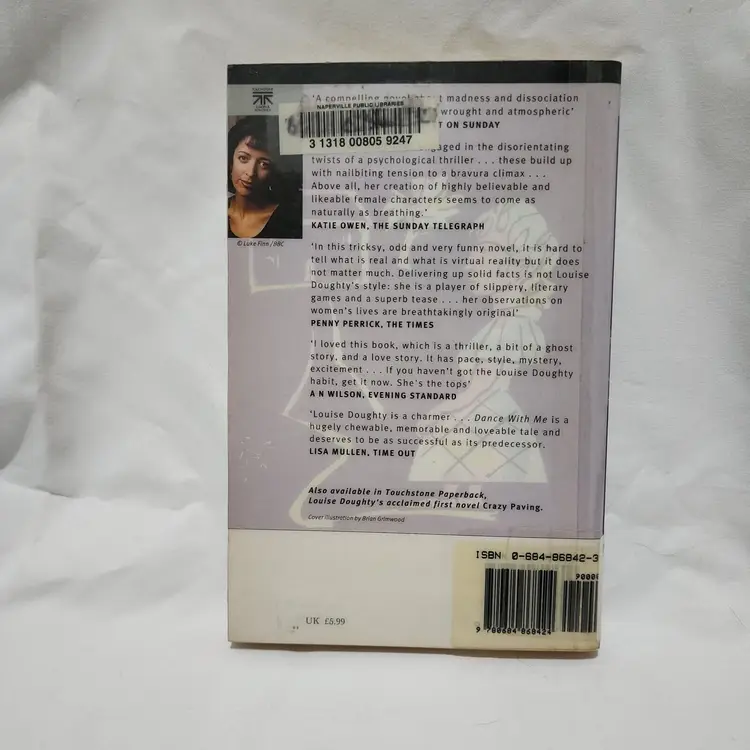 'A compelling novel about madness and dissociation
NAPERVILLE PUBLIC LIBRARIES
wrought and atmospheric'
T ON SUNDAY
3 1318 00805 9247
gaged in the disorientating
twists of a psychological thriller . . . these build up
with nailbiting tension to a bravura climax . . .
Above all, her creation of highly believable and
likeable female characters seems to come as
naturally as breathing.'
KATIE OWEN, THE SUNDAY TELEGRAPH
© Luke Finn / BBC
'In this tricksy, odd and very funny novel, it is hard to
tell what is real and what is virtual reality but it does
not matter much. Delivering up solid facts is not Louise
Doughty's style: she is a player of slippery, literary
games and a superb tease . . . her observations on
women's lives are breathtakingly original'
PENNY PERRICK, THE TIMES
'I loved this book, which is a thriller, a bit of a ghost
story, and a love story. It has pace, style, mystery,
excitement . . . If you haven't got the Louise Doughty
habit, get it now. She's the tops'
A N WILSON, EVENING STANDARD
'Louise Doughty is a charmer . . . Dance With Me is a
hugely chewable, memorable and loveable tale and
deserves to be as successful as its predecessor.
LISA MULLEN, TIME OUT
Also available in Touchstone Paperback,
Louise Doughty's acclaimed first novel Crazy Paving.
Cover illustration by Brian Grimwood
ISBN 0-684-86842-3
9 780684 868424
UK £5.99